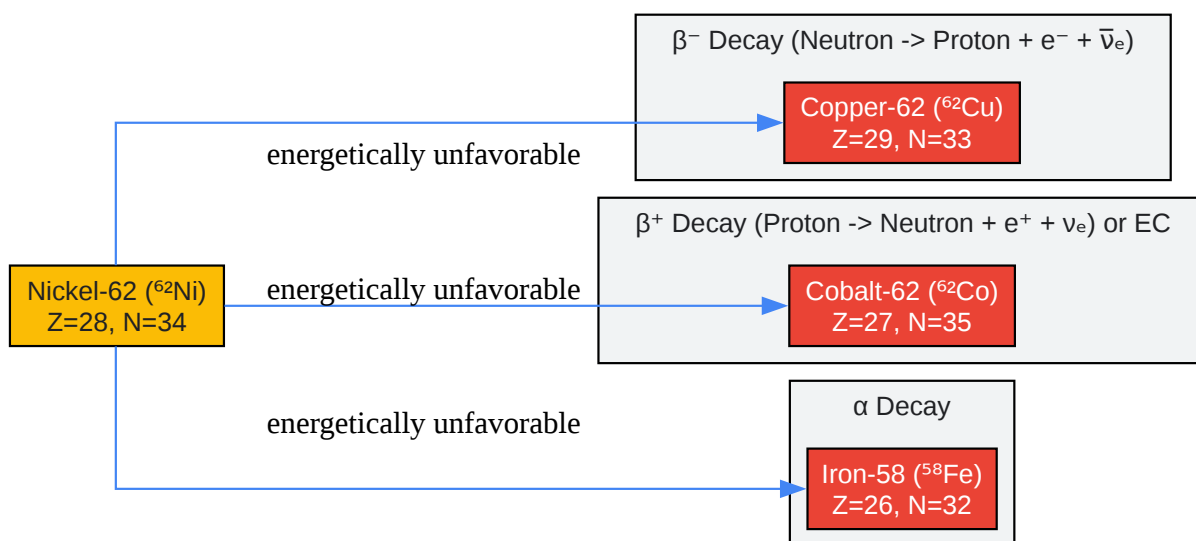 β⁻ Decay (Neutron -> Proton + e⁻ + ν̅ₑ)
Copper-62 (⁶²Cu)
Z=29, N=33
energetically unfavorable
β⁺ Decay (Proton -> Neutron + e⁺ + νₑ) or EC
Nickel-62 (⁶²Ni)
Z=28, N=34
energetically unfavorable
Cobalt-62 (⁶²Co)
Z=27, N=35
energetically unfavorable
α Decay
Iron-58 (⁵⁸Fe)
Z=26, N=32